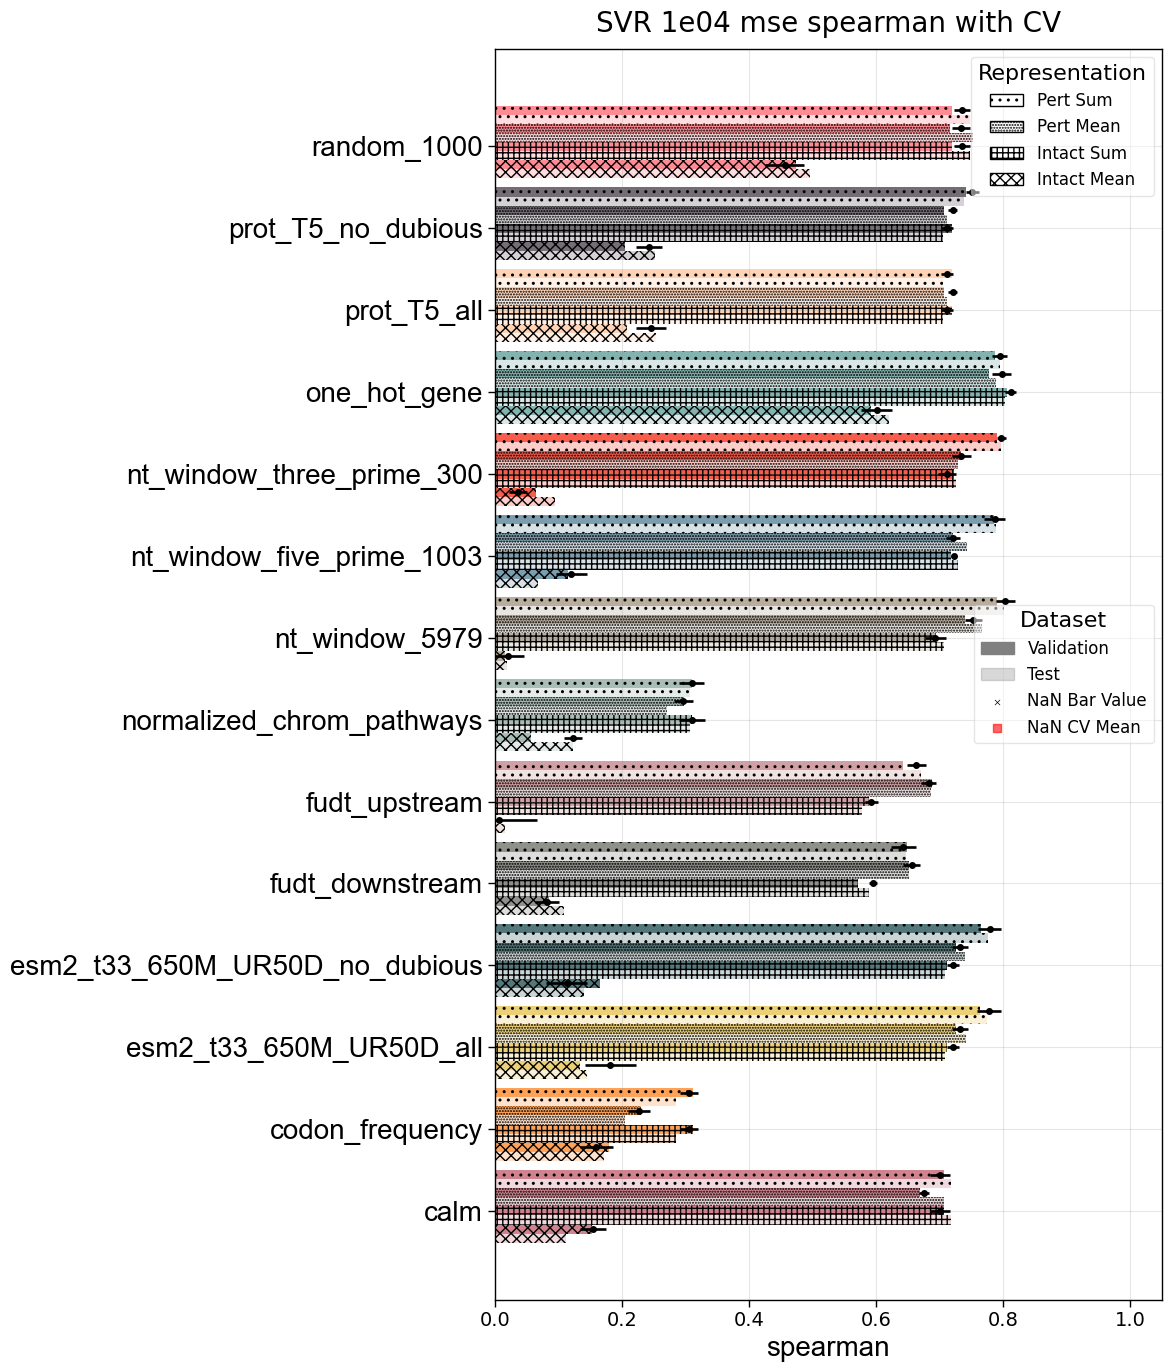 SVR 1e04 mse spearman with CV
Representation
Pert Sum
Pert Mean
Intact Sum
Intact Mean
random_1000
prot_T5_no_dubious
prot_T5_all
one_hot_gene
nt_window_three_prime_300
nt_window_five_prime_1003
nt_window_5979
Dataset
Validation
Test
NaN Bar Value
NaN CV Mean
normalized_chrom_pathways
fudt_upstream
fudt_downstream
esm2_t33_650M_UR50D_no_dubious
esm2_t33_650M_UR50D_all
codon_frequency
calm
0.0 0.2 0.4 0.6 0.8 1.0
spearman